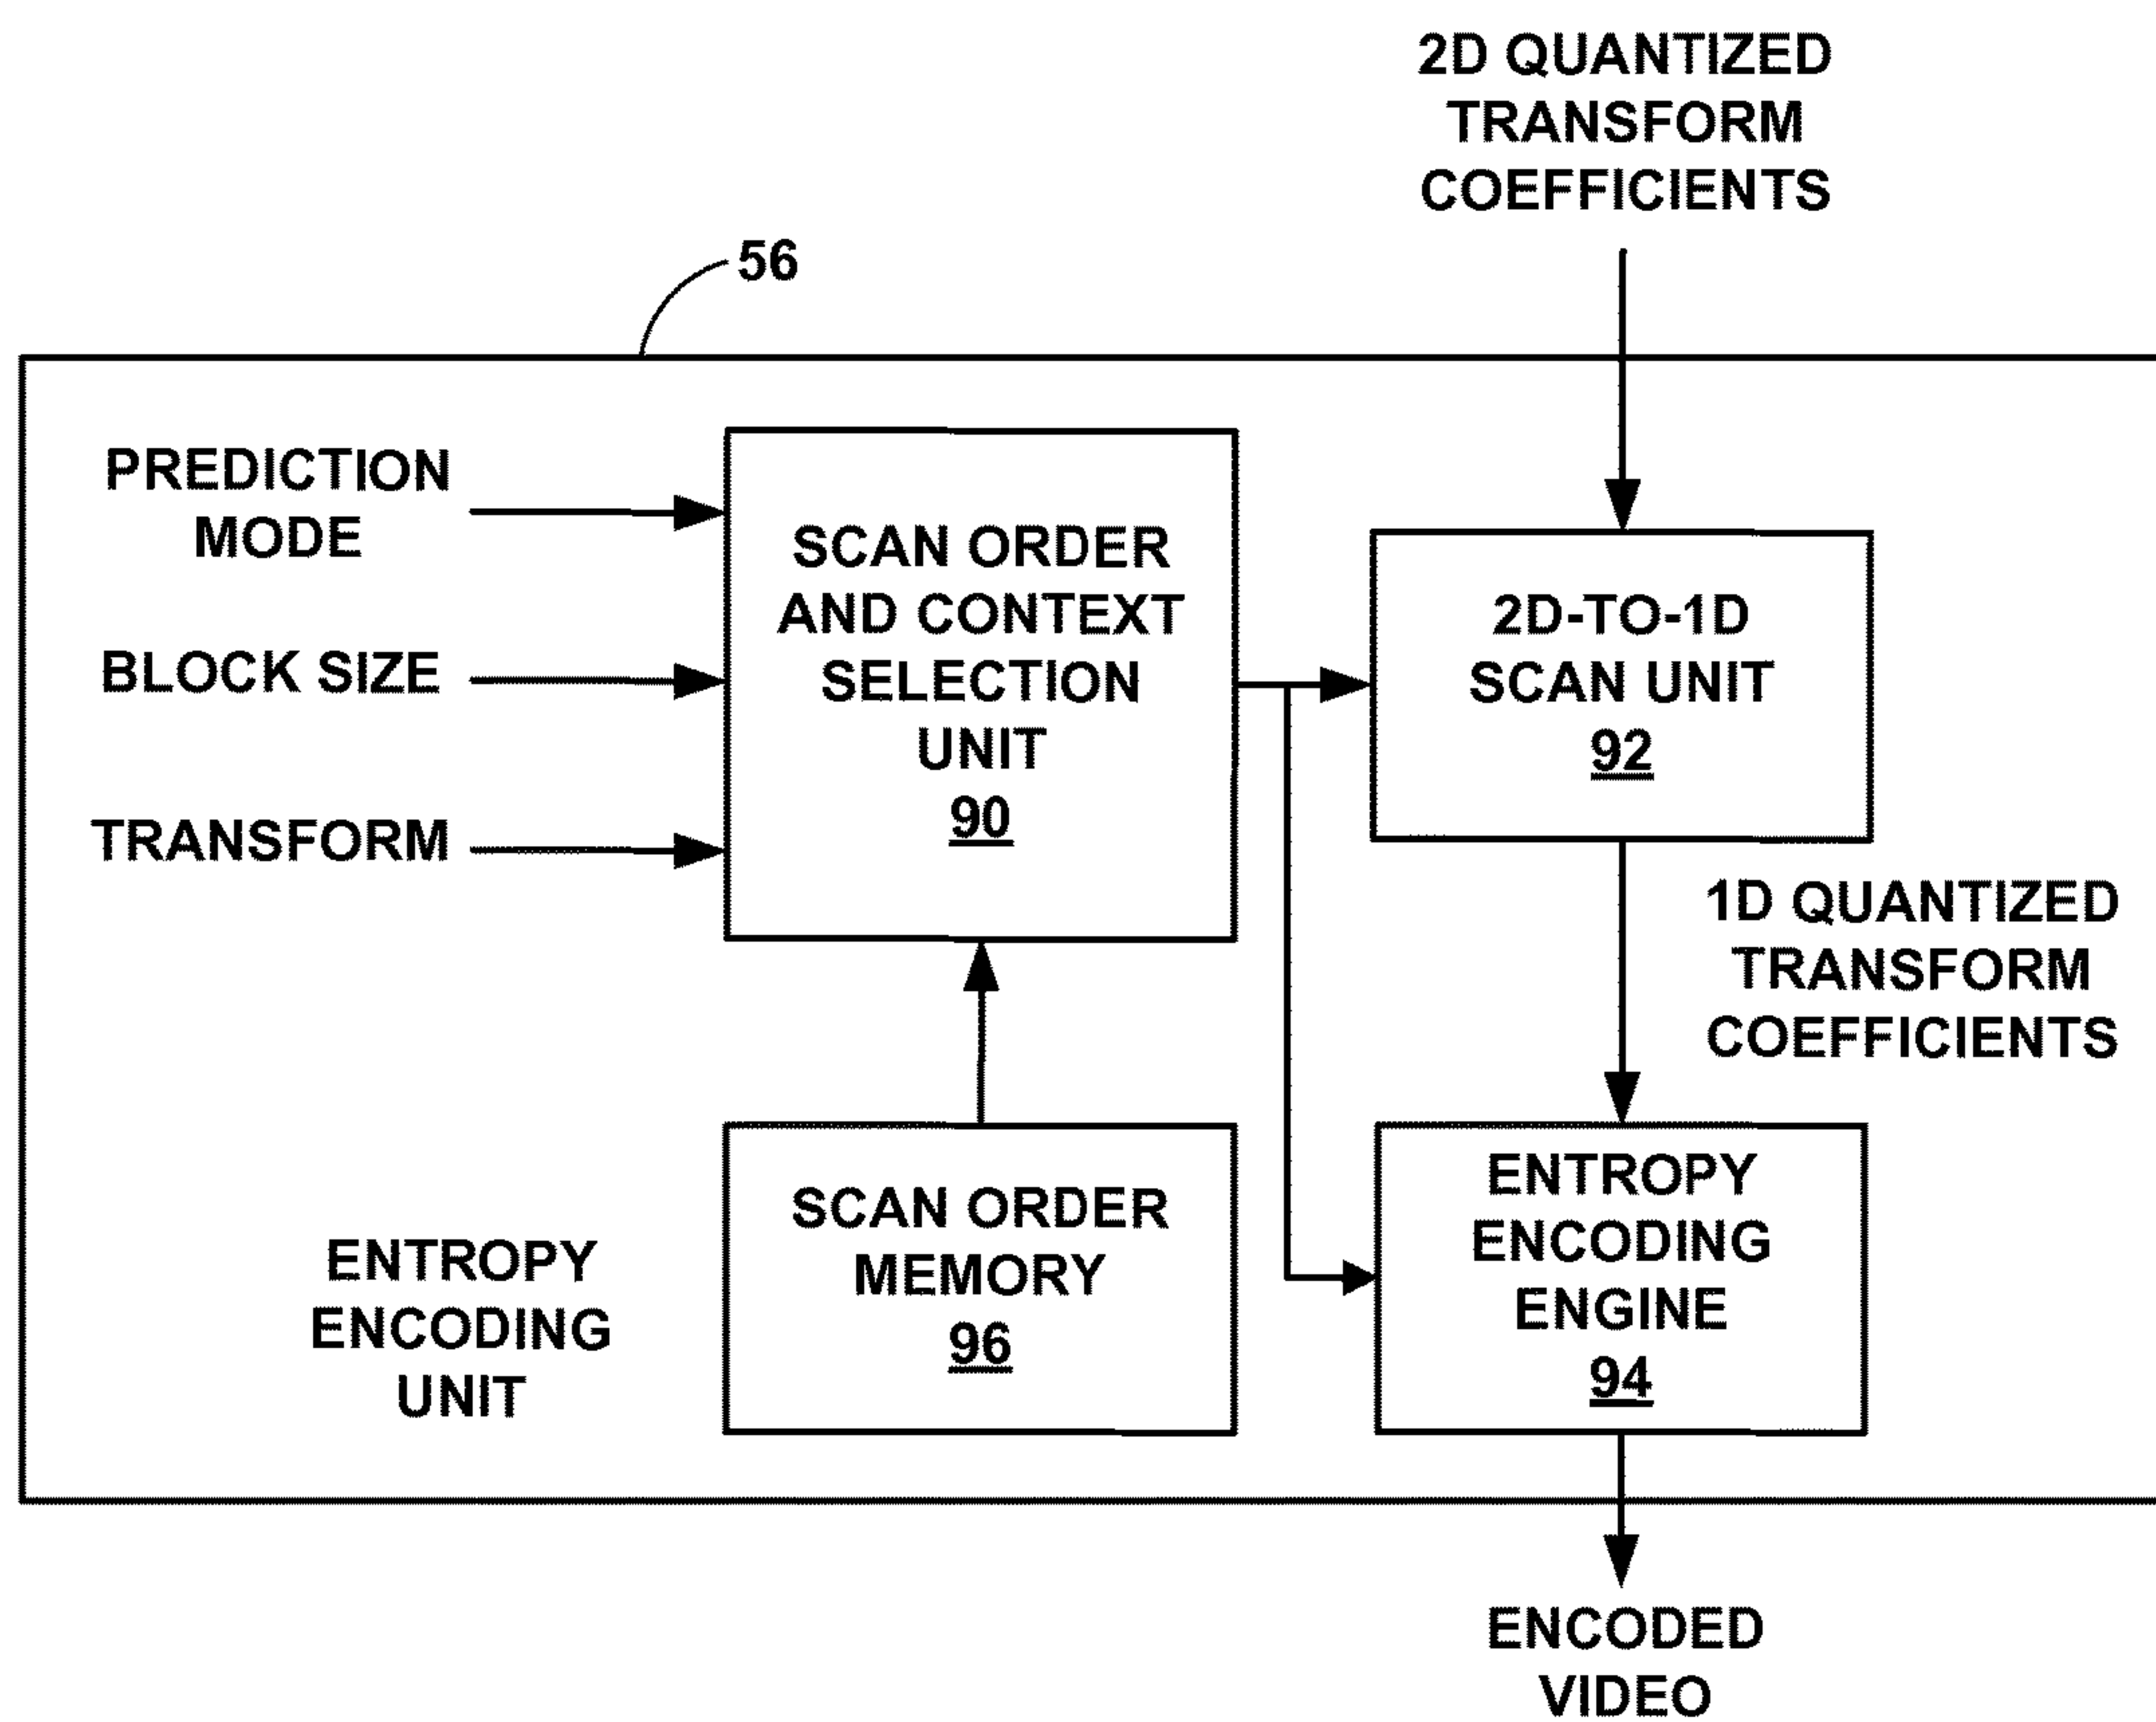 2D QUANTIZED
TRANSFORM
COEFFICIENTS
56
PREDICTION
MODE
BLOCK SIZE
TRANSFORM
SCAN ORDER
AND CONTEXT
SELECTION
UNIT
90
2D-TO-1D
SCAN UNIT
92
1D QUANTIZED
TRANSFORM
COEFFICIENTS
SCAN ORDER
MEMORY
96
ENTROPY
ENCODING
ENGINE
94
ENTROPY
ENCODING
UNIT
ENCODED
VIDEO